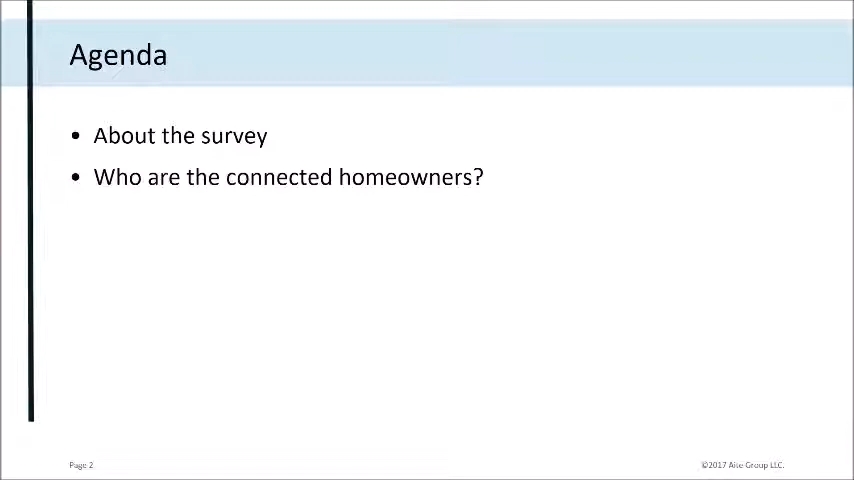 Agenda
• About the survey
• Who are the connected homeowners?
Page 2
©2017 Aite Group LLC.